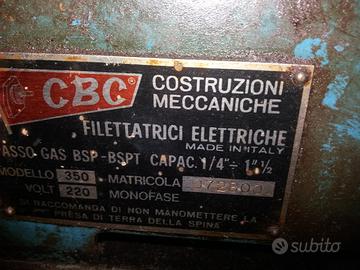 CBC
COSTRUZIONI
MECCANICHE
FILETTATRICI ELETTRICHE
MADE IN ITALY
PASSO GAS BSP-BSPT CAPAC. 1/4" ÷ 1" 1/2
MODELLO 350 MATRICOLA
VOLT 220 MONOFASE
SI RACCOMANDA DI NON MANOMETTERE LA
PRESA DI TERRA DELLA SPINA
subito